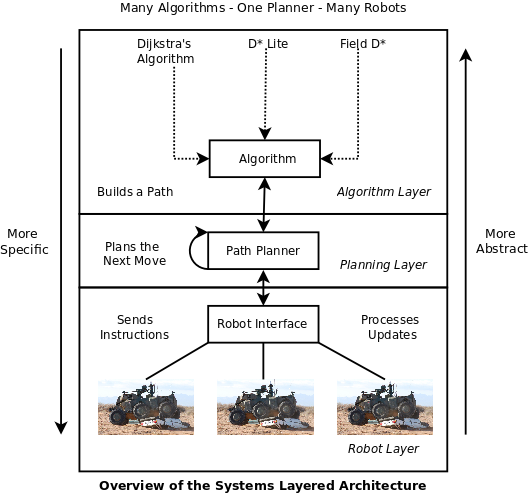 Many Algorithms - One Planner - Many Robots
Dijkstra's
Algorithm
D* Lite
Field D*
Algorithm
Builds a Path
Algorithm Layer
More
Specific
More
Abstract
Plans the
Next Move
Path Planner
Planning Layer
Sends
Instructions
Robot Interface
Processes
Updates
Robot Layer
Overview of the Systems Layered Architecture